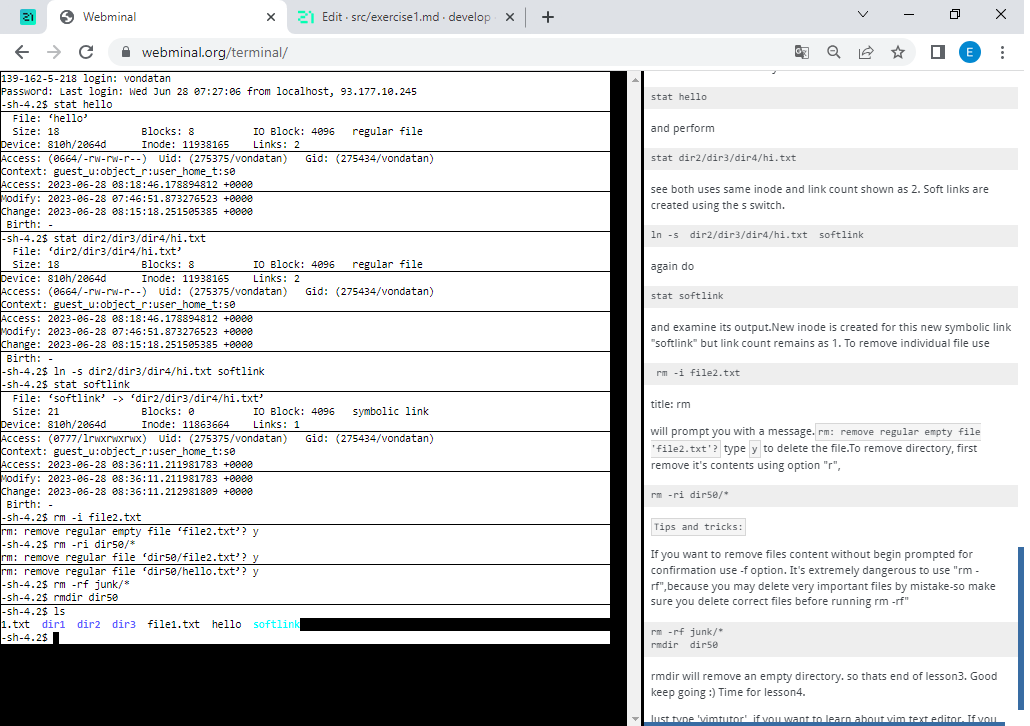 Webminal
Edit · src/exercise1.md · develop
webminal.org/terminal/
E
139-162-5-218 login: vondatan
Password: Last login: Wed Jun 28 07:27:06 from localhost, 93.177.10.245
-sh-4.2$ stat hello
File: ‘hello’
Size: 18 Blocks: 8 IO Block: 4096 regular file
Device: 810h/2064d Inode: 11938165 Links: 2
Access: (0664/-rw-rw-r--) Uid: (275375/vondatan) Gid: (275434/vondatan)
Context: guest_u:object_r:user_home_t:s0
Access: 2023-06-28 08:18:46.178894812 +0000
Modify: 2023-06-28 07:46:51.873276523 +0000
Change: 2023-06-28 08:15:18.251505385 +0000
Birth: -
-sh-4.2$ stat dir2/dir3/dir4/hi.txt
File: ‘dir2/dir3/dir4/hi.txt’
Size: 18 Blocks: 8 IO Block: 4096 regular file
Device: 810h/2064d Inode: 11938165 Links: 2
Access: (0664/-rw-rw-r--) Uid: (275375/vondatan) Gid: (275434/vondatan)
Context: guest_u:object_r:user_home_t:s0
Access: 2023-06-28 08:18:46.178894812 +0000
Modify: 2023-06-28 07:46:51.873276523 +0000
Change: 2023-06-28 08:15:18.251505385 +0000
Birth: -
-sh-4.2$ ln -s dir2/dir3/dir4/hi.txt softlink
-sh-4.2$ stat softlink
File: ‘softlink’ -> ‘dir2/dir3/dir4/hi.txt’
Size: 21 Blocks: 0 IO Block: 4096 symbolic link
Device: 810h/2064d Inode: 11863664 Links: 1
Access: (0777/lrwxrwxrwx) Uid: (275375/vondatan) Gid: (275434/vondatan)
Context: guest_u:object_r:user_home_t:s0
Access: 2023-06-28 08:36:11.211981783 +0000
Modify: 2023-06-28 08:36:11.211981783 +0000
Change: 2023-06-28 08:36:11.212981809 +0000
Birth: -
-sh-4.2$ rm -i file2.txt
rm: remove regular empty file ‘file2.txt’? y
-sh-4.2$ rm -ri dir50/*
rm: remove regular file ‘dir50/file2.txt’? y
rm: remove regular file ‘dir50/hello.txt’? y
-sh-4.2$ rm -rf junk/*
-sh-4.2$ rmdir dir50
-sh-4.2$ ls
1.txt dir1 dir2 dir3 file1.txt hello softlink
-sh-4.2$
stat hello
and perform
stat dir2/dir3/dir4/hi.txt
see both uses same inode and link count shown as 2. Soft links are
created using the s switch.
ln -s dir2/dir3/dir4/hi.txt softlink
again do
stat softlink
and examine its output.New inode is created for this new symbolic link
"softlink" but link count remains as 1. To remove individual file use
rm -i file2.txt
title: rm
will prompt you with a message. rm: remove regular empty file
'file2.txt'? type y to delete the file.To remove directory, first
remove it's contents using option "r",
rm -ri dir50/*
Tips and tricks:
If you want to remove files content without begin prompted for
confirmation use -f option. It's extremely dangerous to use "rm -
rf",because you may delete very important files by mistake-so make
sure you delete correct files before running rm -rf"
rm -rf junk/*
rmdir dir50
rmdir will remove an empty directory. so thats end of lesson3. Good
keep going :) Time for lesson4.
Just type 'vimtutor' if you want to learn about vim text editor. If you